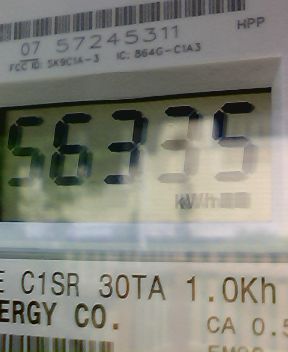 HPP
07 57245311
FCC ID: SK9C1A-3 IC: 864G-C1A3
56335
kWh
E C1SR 30TA 1.0Kh
ERGY CO.
CA 0.5